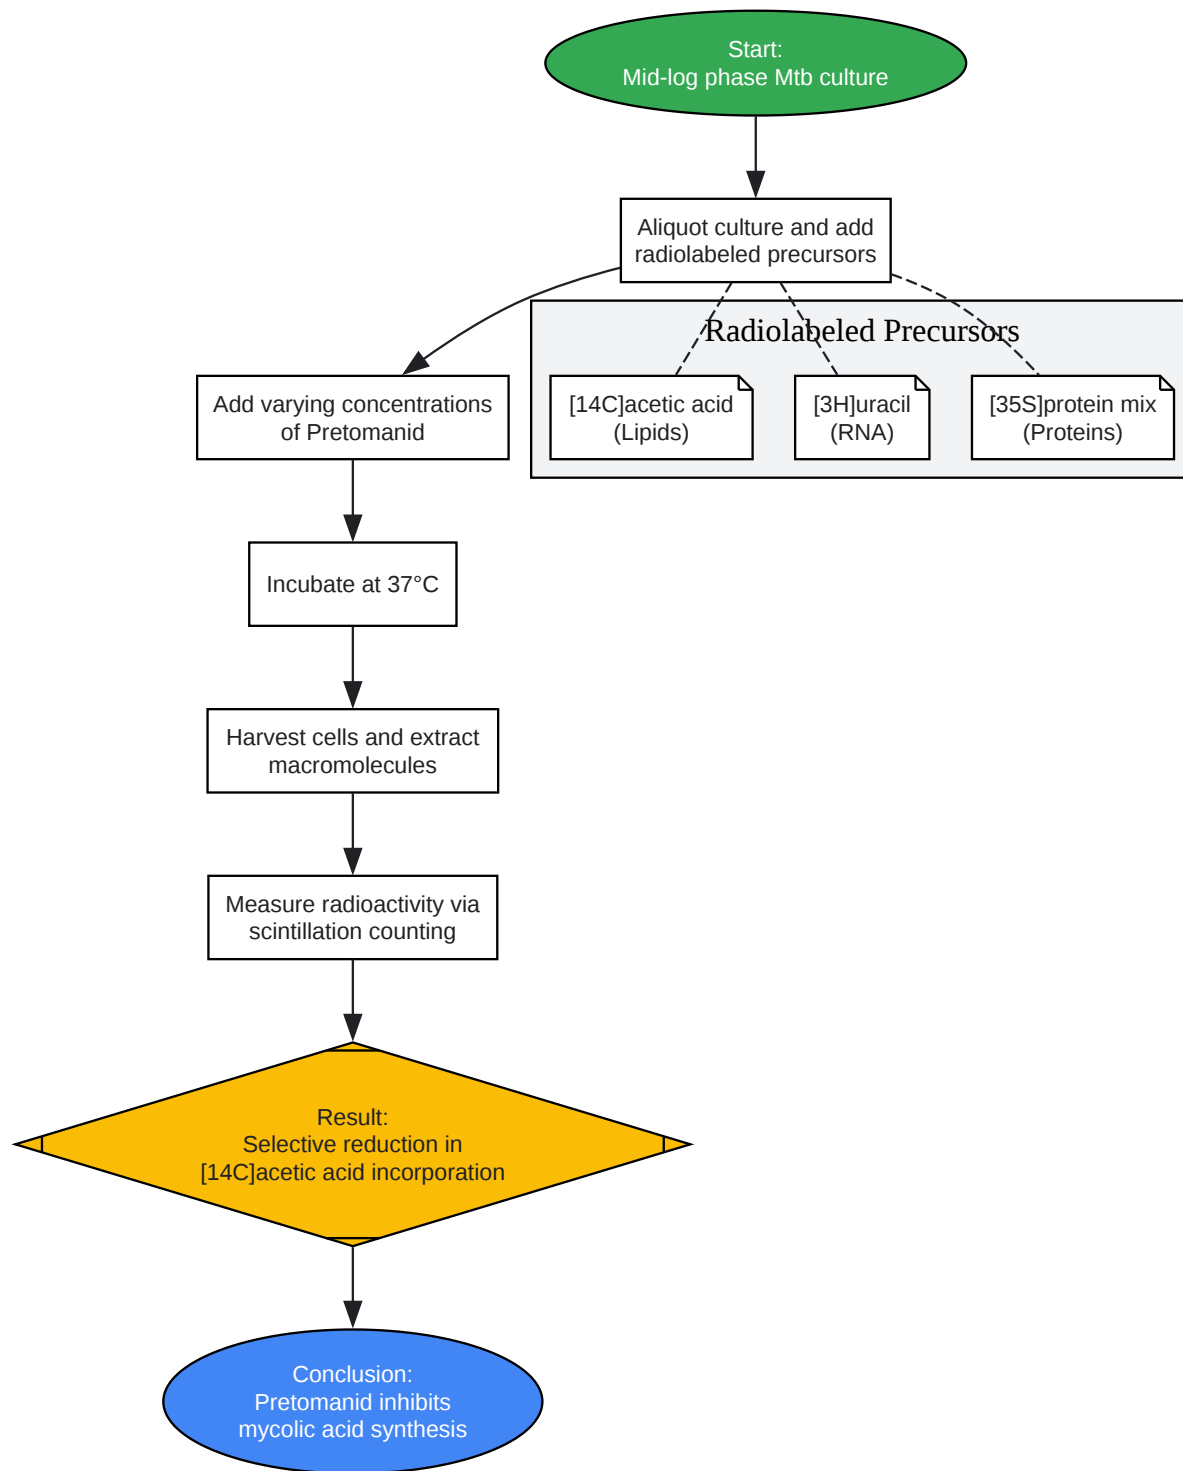 Start:
Mid-log phase Mtb culture
Aliquot culture and add
radiolabeled precursors
Radiolabeled Precursors
Add varying concentrations
of Pretomanid
[14C]acetic acid
(Lipids)
[3H]uracil
(RNA)
[35S]protein mix
(Proteins)
Incubate at 37°C
Harvest cells and extract
macromolecules
Measure radioactivity via
scintillation counting
Result:
Selective reduction in
[14C]acetic acid incorporation
Conclusion:
Pretomanid inhibits
mycolic acid synthesis